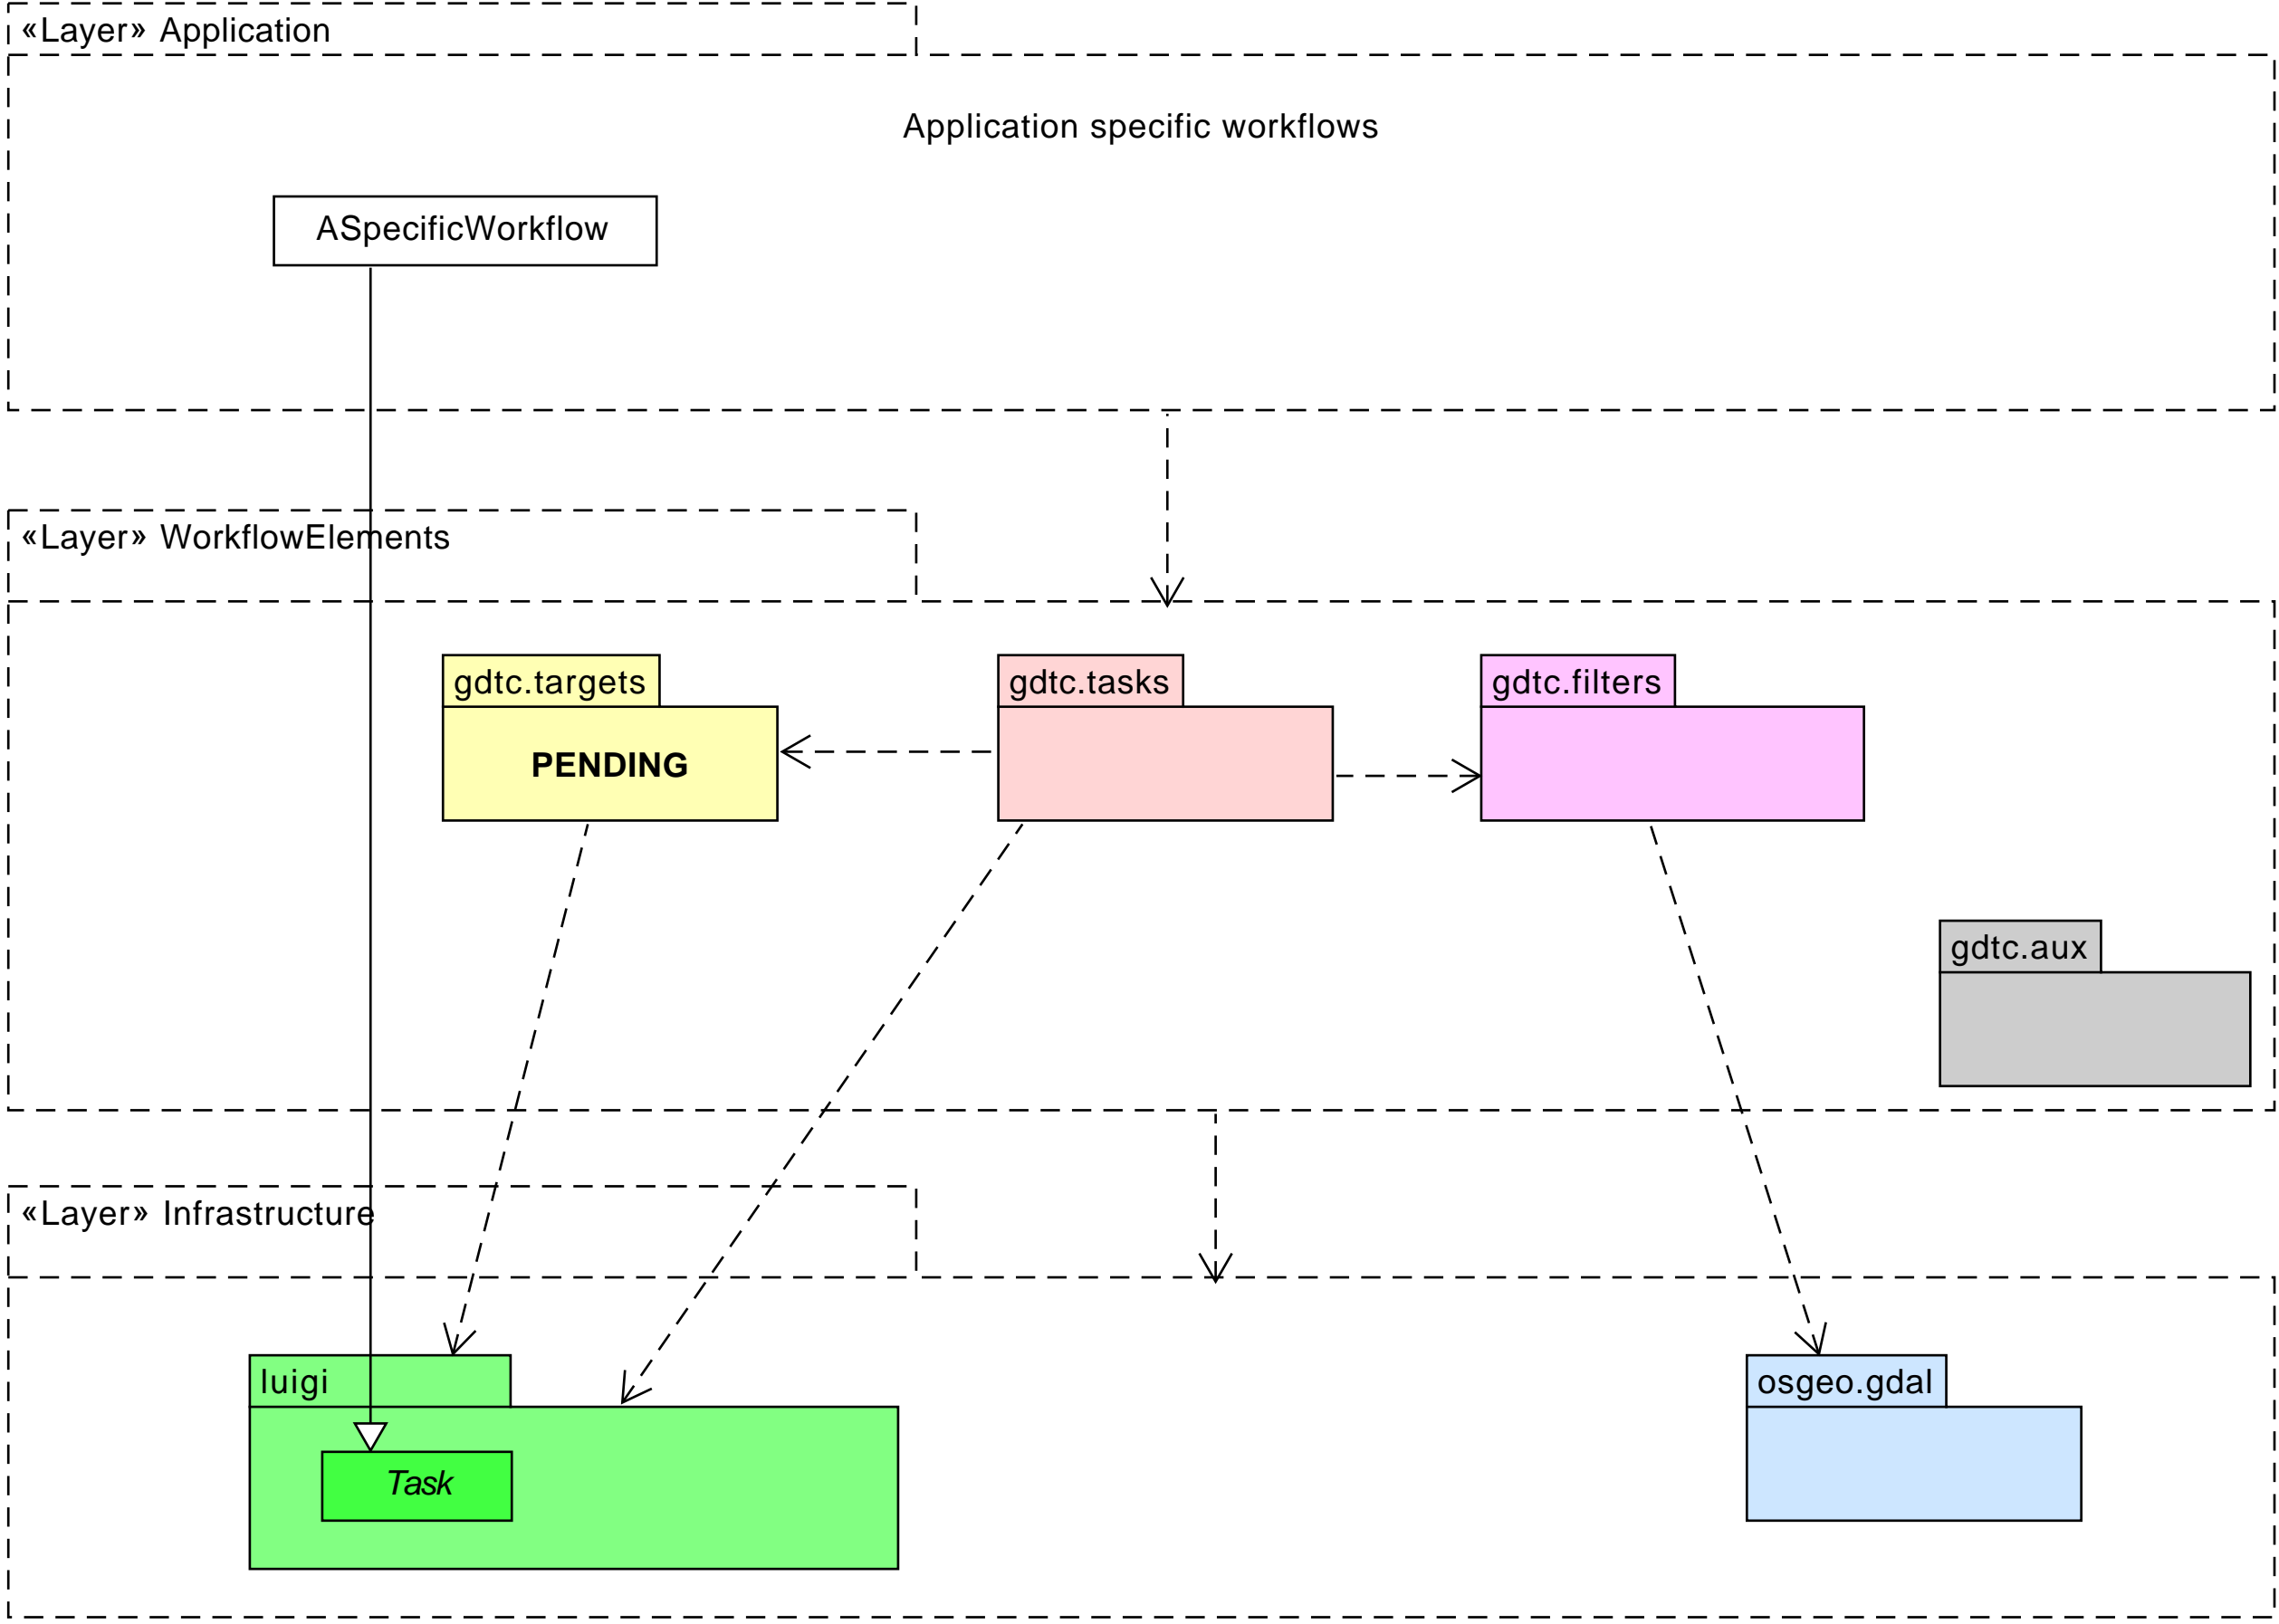 «Layer» Application
Application specific workflows
ASpecificWorkflow
«Layer» WorkflowElements
gdtc.targets
gdtc.tasks
gdtc.filters
PENDING
gdtc.aux
«Layer» Infrastructure
luigi
osgeo.gdal
Task